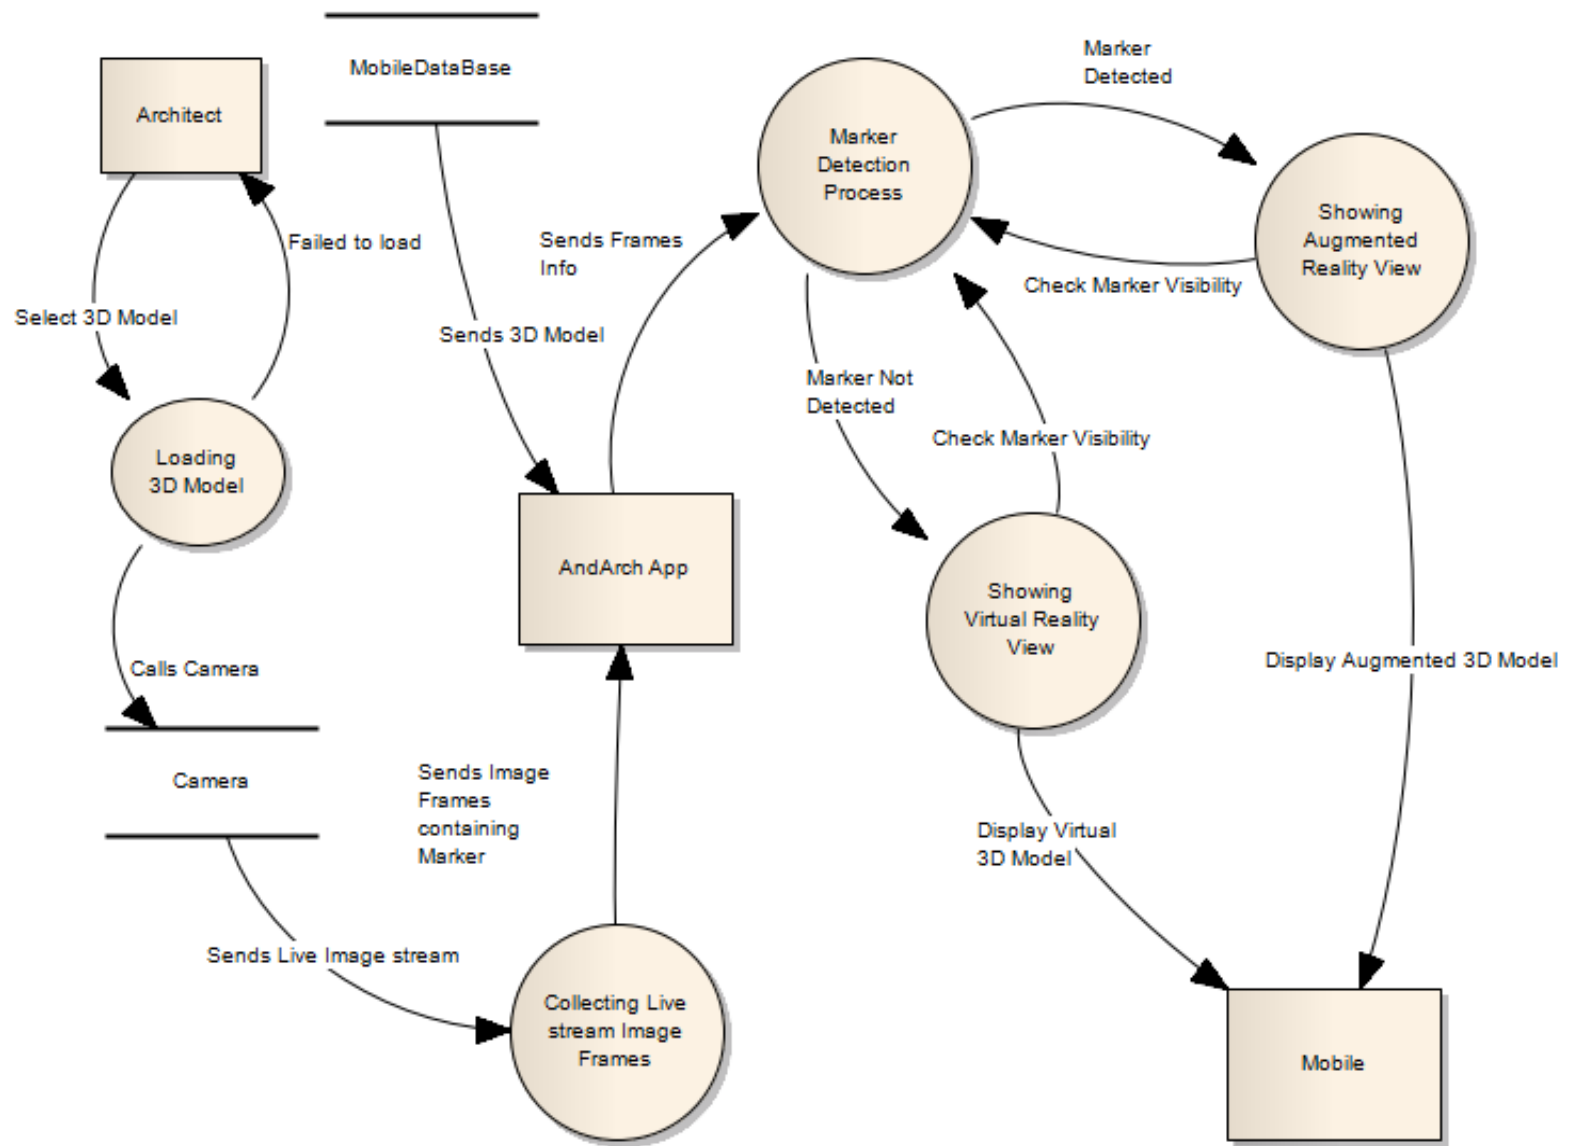 MobileDataBase
Architect
Marker
Detected
Marker
Detection
Process
Showing
Augmented
Reality View
Failed to load
Sends Frames
Info
Check Marker Visibility
Select 3D Model
Sends 3D Model
Marker Not
Detected
Check Marker Visibility
Loading
3D Model
AndArch App
Showing
Virtual Reality
View
Calls Camera
Display Augmented 3D Model
Camera
Sends Image
Frames
containing
Marker
Display Virtual
3D Model
Sends Live Image stream
Collecting Live
stream Image
Frames
Mobile